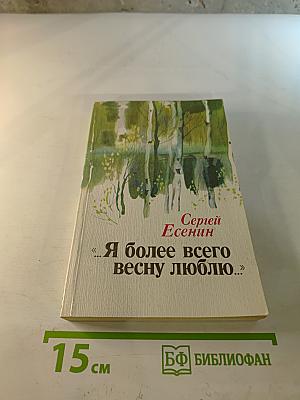 Сергей
Есенин
«...Я более всего
весну люблю...»
15 см
БФ БИБЛИОФАН